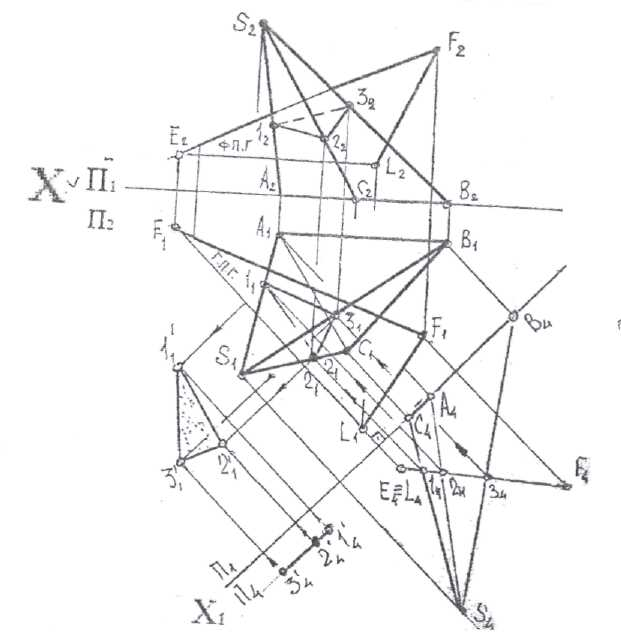 S₂
F₂
3₂
E₂
1₂
ф.п.г
2₂
L₂
A₂
C₂
B₂
X
П₁
П₂
F₁
A₁
B₁
г.п.г.
1₁
3₁
F₁
B₄
1₁'
S₁
2₁
C₁
L₁
A₄
C₄
3₁'
2₁'
E₄≡L₄
1₄
2₄
3₄
F₄
1₄'
2₄'
3₄'
П₁
П₄
X₁
S₄